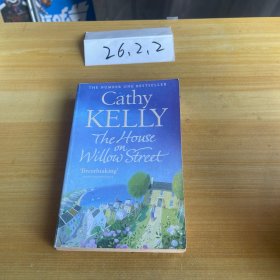 26,2,2
THE NUMBER ONE BESTSELLER
Cathy
KELLY
The House
on
Willow Street
'Breathtaking'